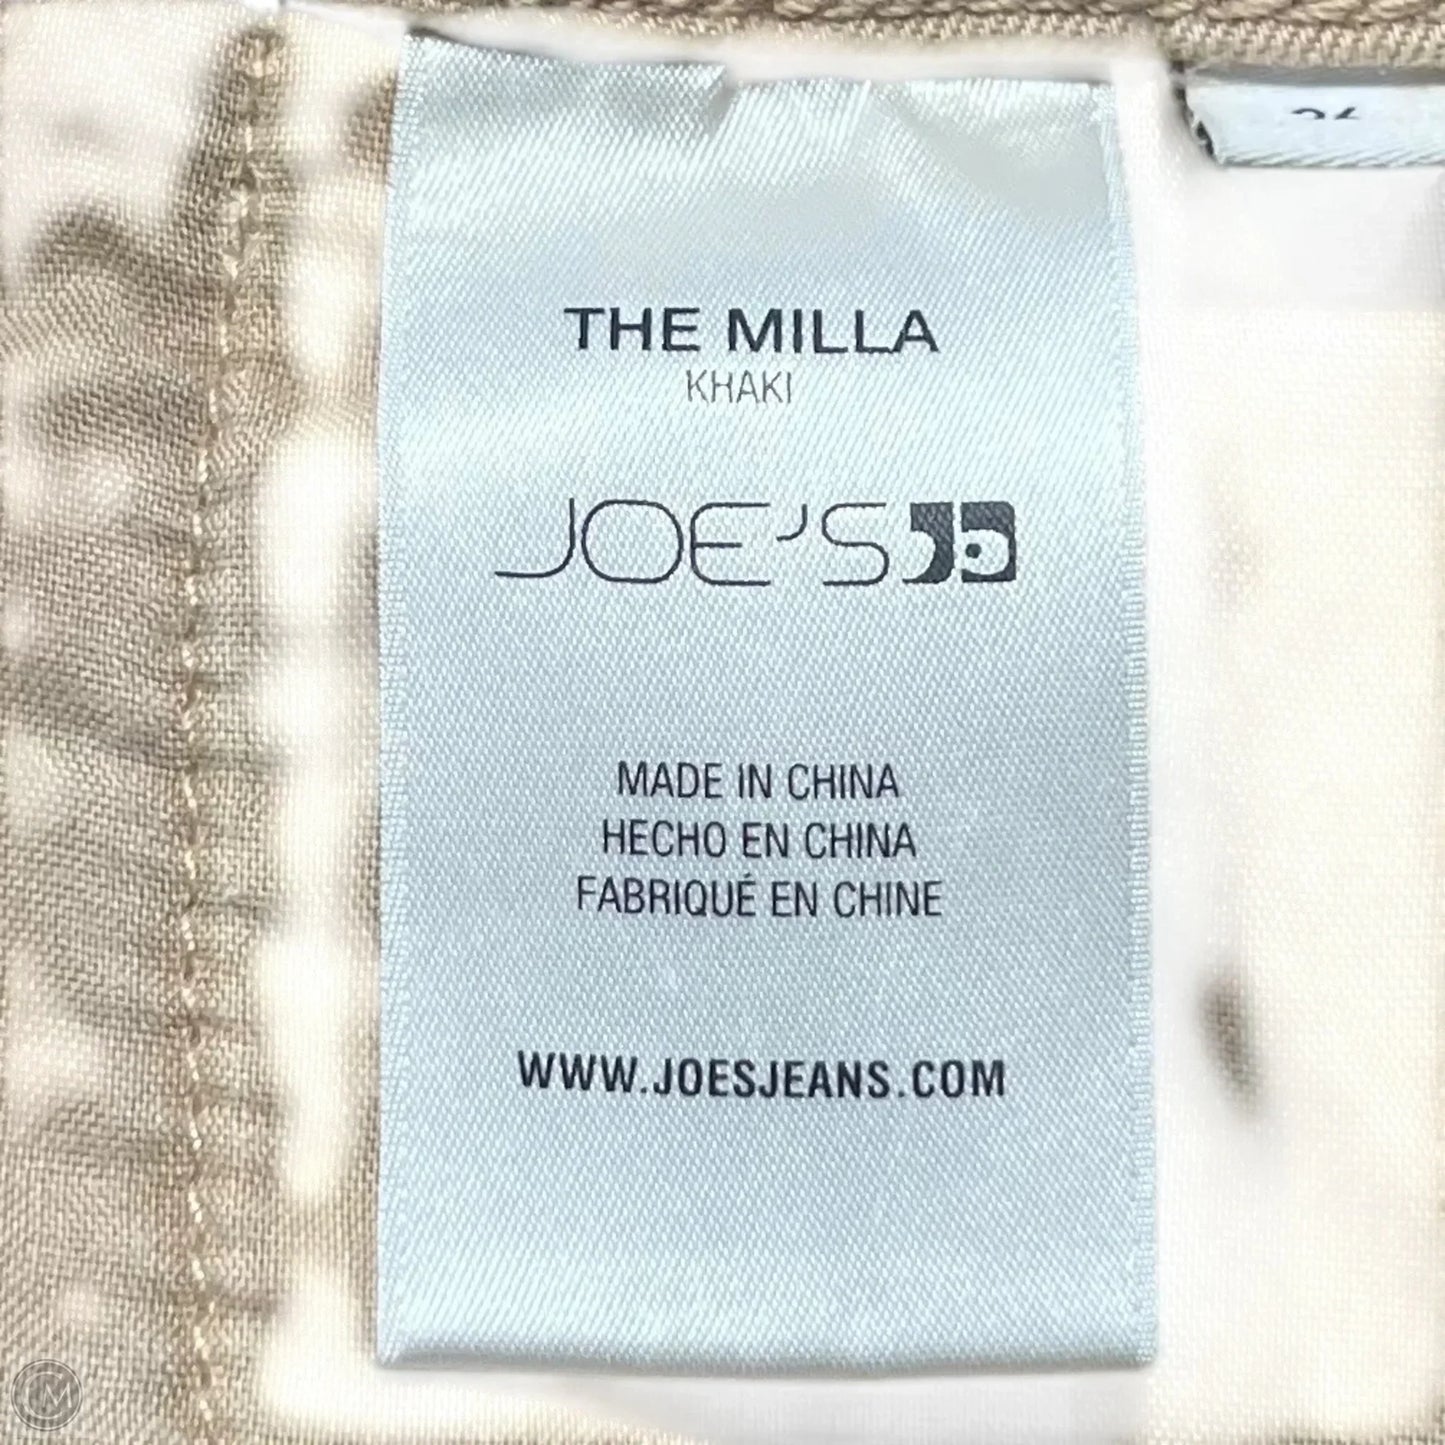 THE MILLA
KHAKI
JOE'S
MADE IN CHINA
HECHO EN CHINA
FABRIQUÉ EN CHINE
WWW.JOESJEANS.COM